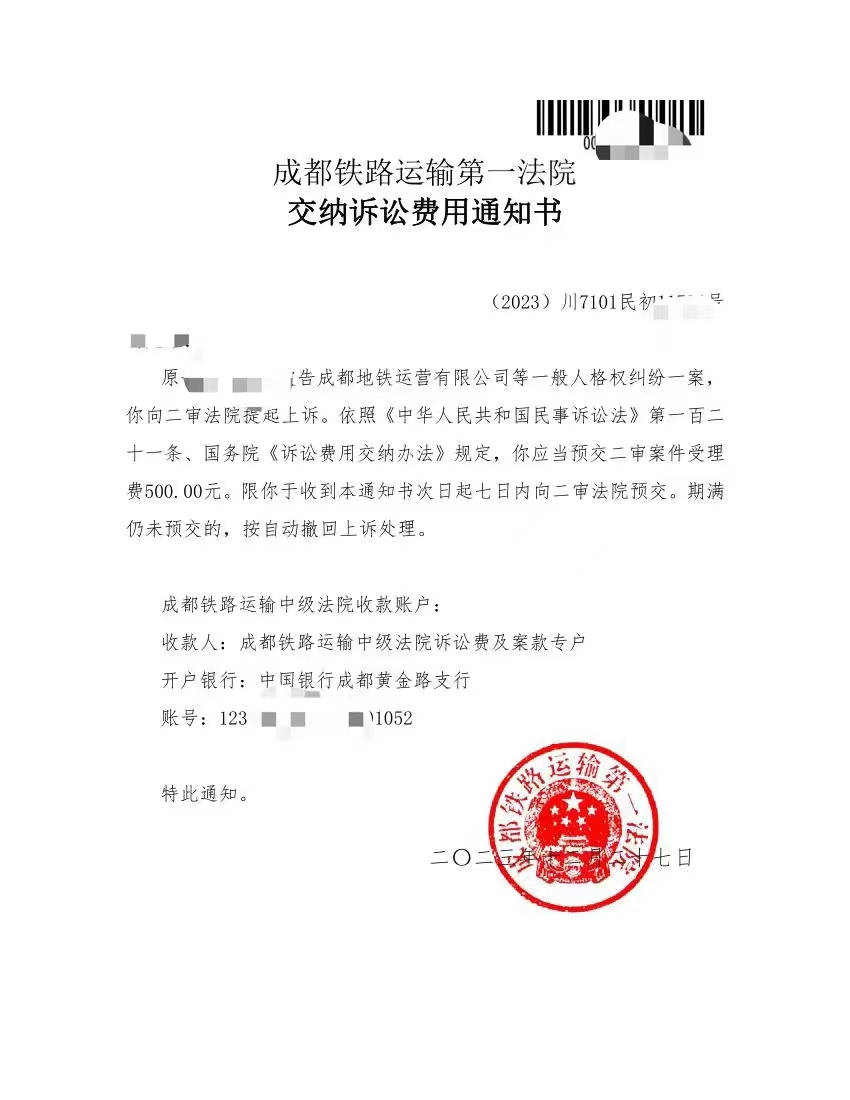 00
成都铁路运输第一法院
交纳诉讼费用通知书
（2023）川7101民初
原 告成都地铁运营有限公司等一般人格权纠纷一案，
你向二审法院提起上诉。依照《中华人民共和国民事诉讼法》第一百二
十一条、国务院《诉讼费用交纳办法》规定，你应当预交二审案件受理
费500.00元。限你于收到本通知书次日起七日内向二审法院预交。期满
仍未预交的，按自动撤回上诉处理。
成都铁路运输中级法院收款账户：
收款人：成都铁路运输中级法院诉讼费及案款专户
开户银行：中国银行成都黄金路支行
账号：123 1052
特此通知。
成都铁路运输第一法院
二〇二三年十二月二十七日